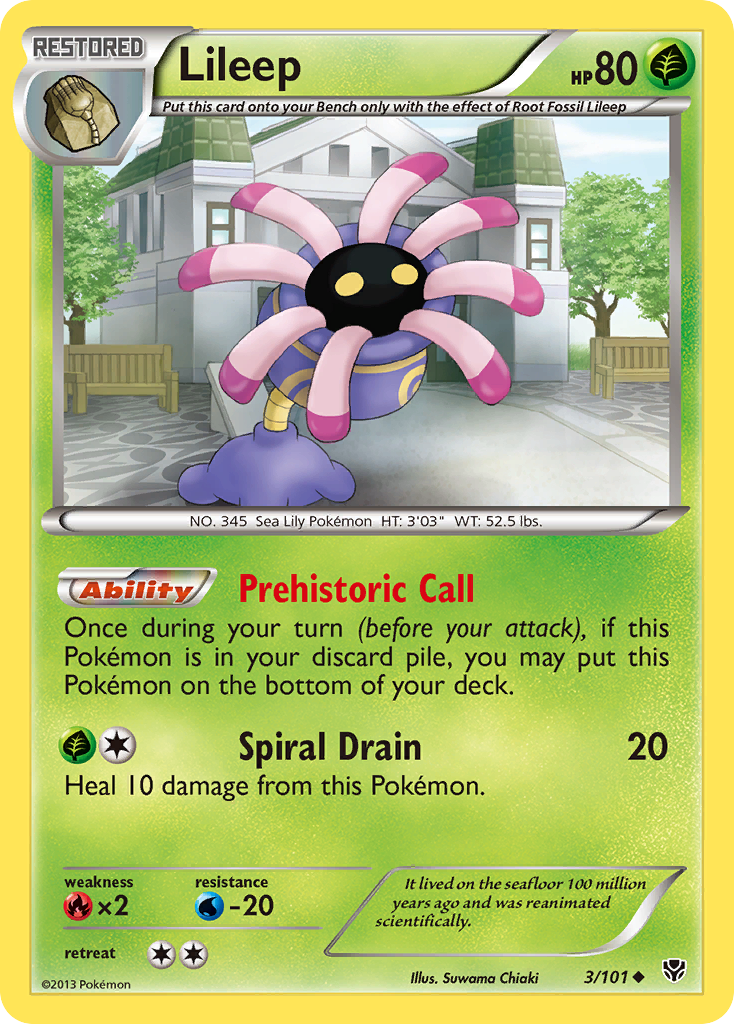 RESTORED
Lileep
HP 80
Put this card onto your Bench only with the effect of Root Fossil Lileep
NO. 345 Sea Lily Pokémon HT: 3'03" WT: 52.5 lbs.
Ability Prehistoric Call
Once during your turn (before your attack), if this
Pokémon is in your discard pile, you may put this
Pokémon on the bottom of your deck.
Spiral Drain 20
Heal 10 damage from this Pokémon.
weakness resistance
×2 -20
retreat
It lived on the seafloor 100 million
years ago and was reanimated
scientifically.
©2013 Pokémon
Illus. Suwama Chiaki 3/101